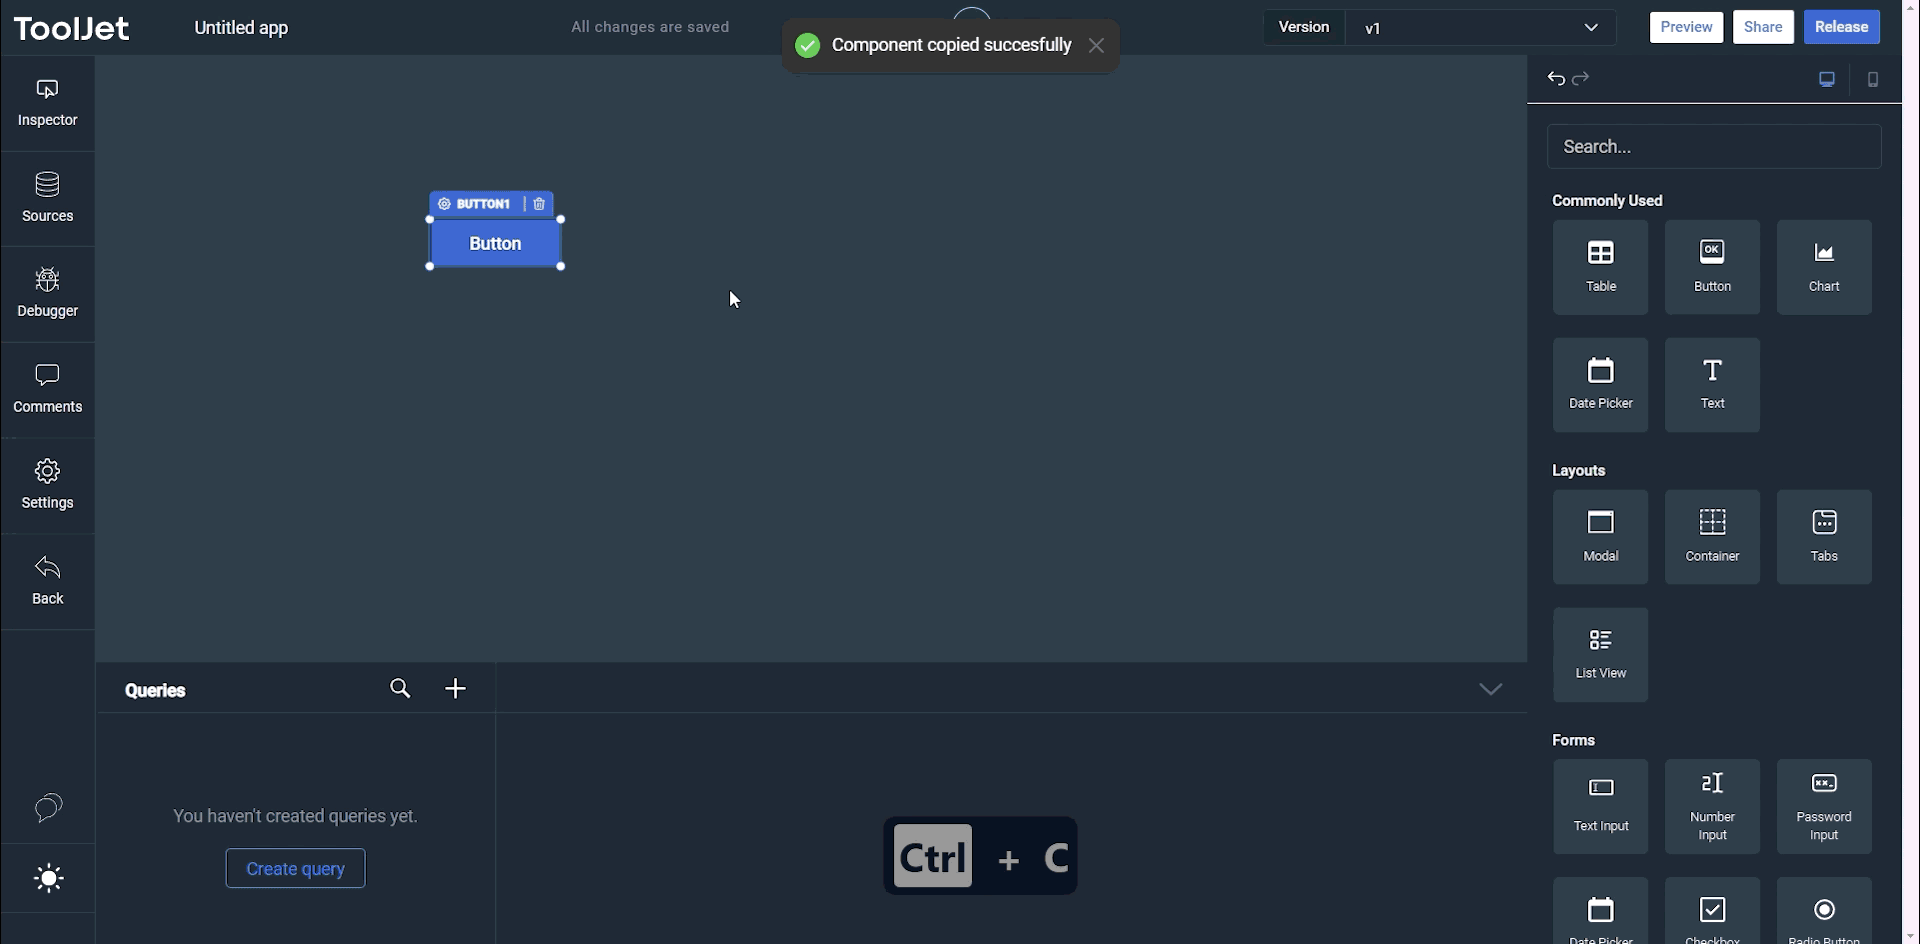 ToolJet
Untitled app
All changes are saved
Component copied succesfully
Version
v1
Preview
Share
Release
Inspector
Sources
Debugger
Comments
Settings
Back
BUTTON1
Button
Search...
Commonly Used
Table
Button
Chart
Date Picker
Text
Layouts
Modal
Container
Tabs
List View
Forms
Text Input
Number
Input
Password
Input
Date Picker
Checkbox
Radio Button
Queries
You haven't created queries yet.
Create query
Ctrl + C